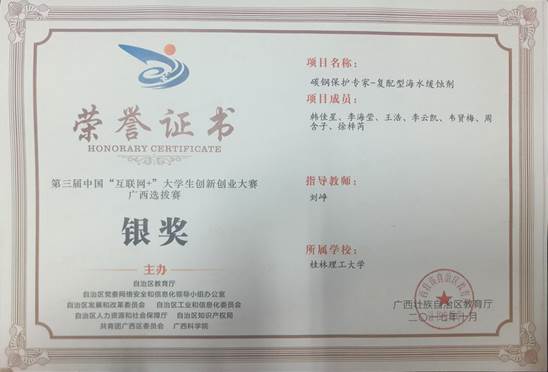 荣誉证书
HONORARY CERTIFICATE
第三届中国“互联网+”大学生创新创业大赛
广西选拔赛
银奖
主办
自治区教育厅
自治区党委网络安全和信息化领导小组办公室
自治区发展和改革委员会 自治区工业和信息化委员会
自治区人力资源和社会保障厅 自治区知识产权局
共青团广西区委员会 广西科学院
项目名称:
碳钢保护专家-复配型海水缓蚀剂
项目成员:
韩佳星、李海莹、王浩、李云凯、韦贤梅、周
含子、徐梓芮
指导教师:
刘峥
所属学校:
桂林理工大学
广西壮族自治区教育厅
二〇一七年十月